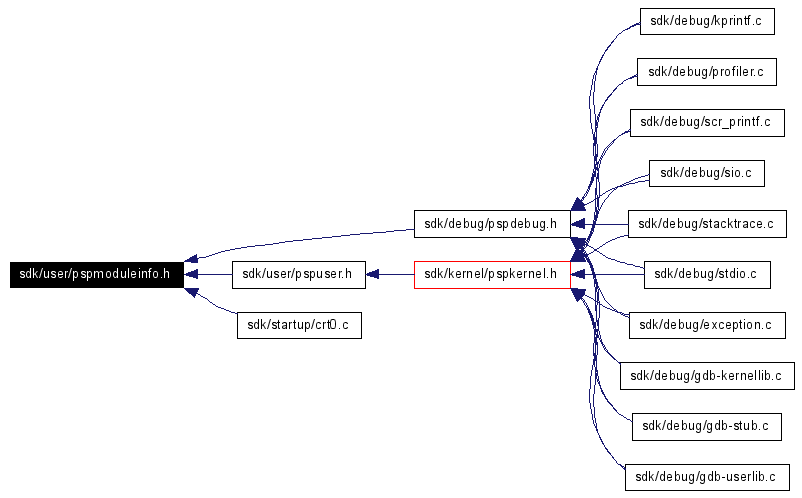 sdk/debug/kprintf.c
sdk/debug/profiler.c
sdk/debug/scr_printf.c
sdk/debug/sio.c
sdk/debug/pspdebug.h
sdk/debug/stacktrace.c
sdk/user/pspmoduleinfo.h
sdk/user/pspuser.h
sdk/kernel/pspkernel.h
sdk/debug/stdio.c
sdk/startup/crt0.c
sdk/debug/exception.c
sdk/debug/gdb-kernellib.c
sdk/debug/gdb-stub.c
sdk/debug/gdb-userlib.c